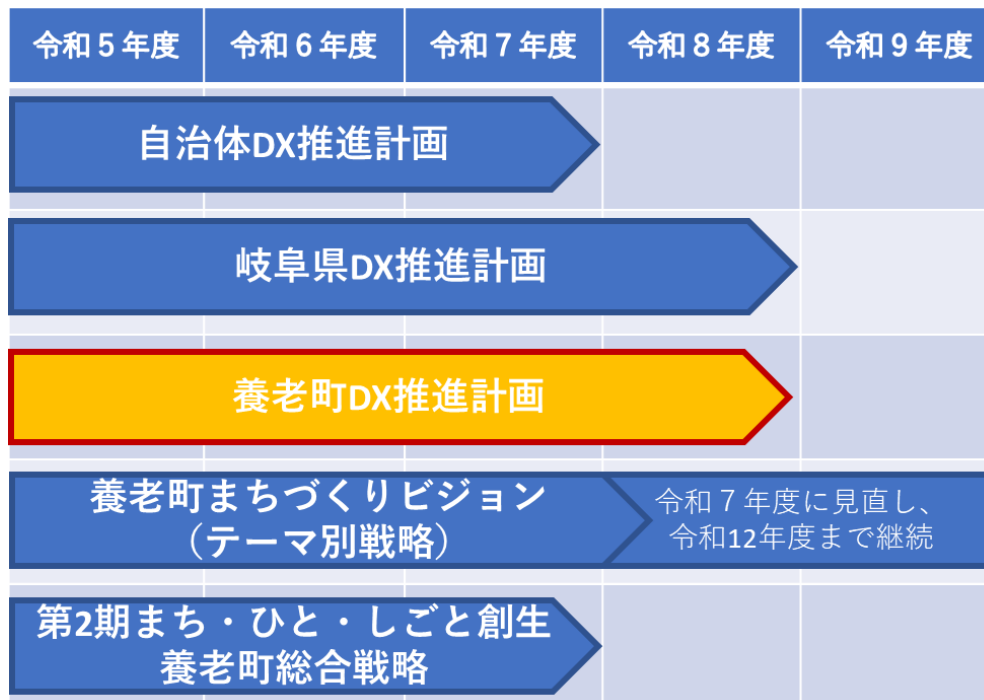 令和５年度 令和６年度 令和７年度 令和８年度 令和９年度
自治体DX推進計画
岐阜県DX推進計画
養老町DX推進計画
養老町まちづくりビジョン
（テーマ別戦略）
令和７年度に見直し、
令和12年度まで継続
第2期まち・ひと・しごと創生
養老町総合戦略